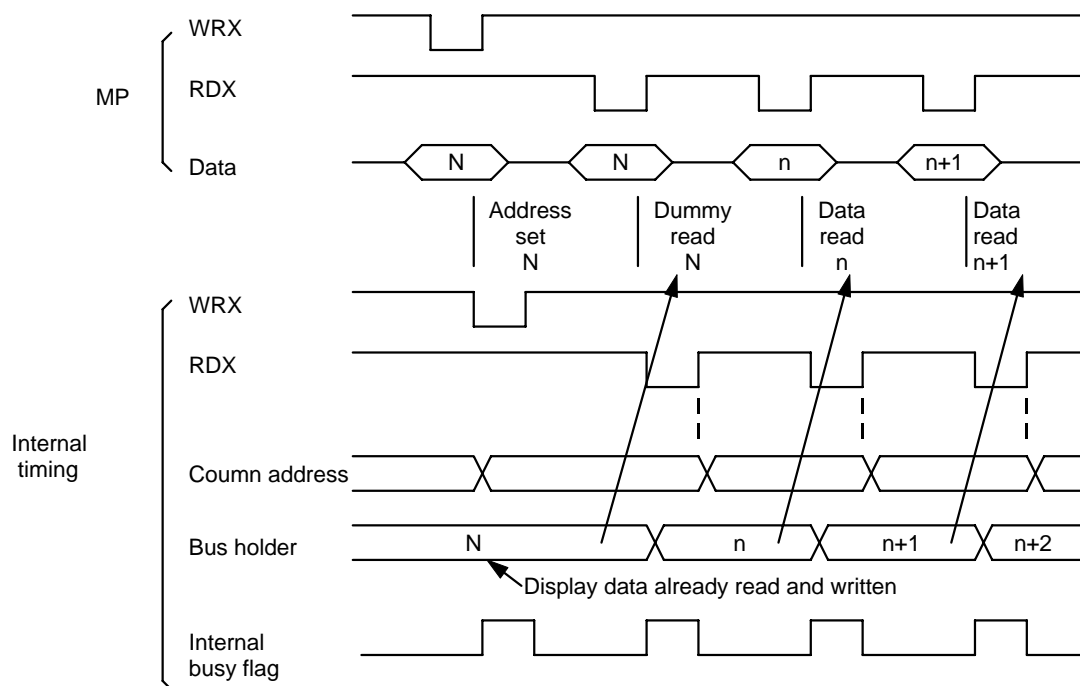 WRX
MP
RDX
Data
N
N
n
n+1
Address
set
N
Dummy
read
N
Data
read
n
Data
read
n+1
WRX
RDX
Internal
timing
Coumn address
Bus holder
N
n
n+1
n+2
Display data already read and written
Internal
busy flag